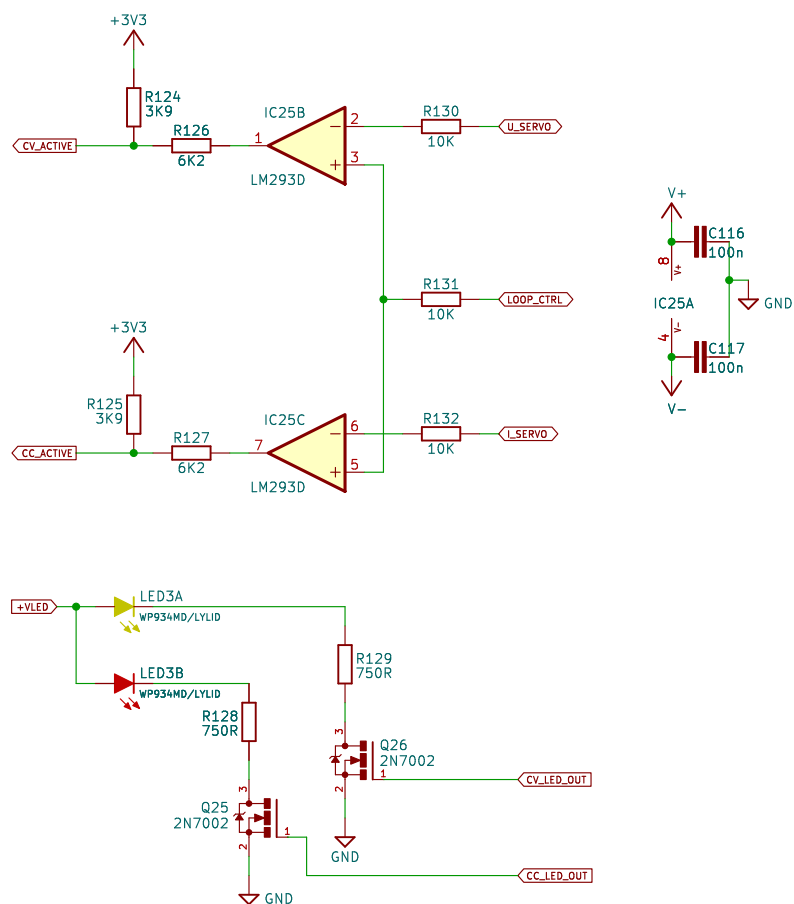 +3V3
R124
3K9
CV_ACTIVE
R126
6K2
1
IC25B
LM293D
2
3
R130
10K
U_SERVO
R131
10K
LOOP_CTRL
V+
C116
100n
8
V+
IC25A
GND
4
V-
C117
100n
V-
+3V3
R125
3K9
CC_ACTIVE
R127
6K2
7
IC25C
LM293D
6
5
R132
10K
I_SERVO
+VLED
LED3A
WP934MD/LYLID
LED3B
WP934MD/LYLID
R129
750R
R128
750R
3
Q26
2N7002
1
2
CV_LED_OUT
GND
3
Q25
2N7002
1
2
CC_LED_OUT
GND